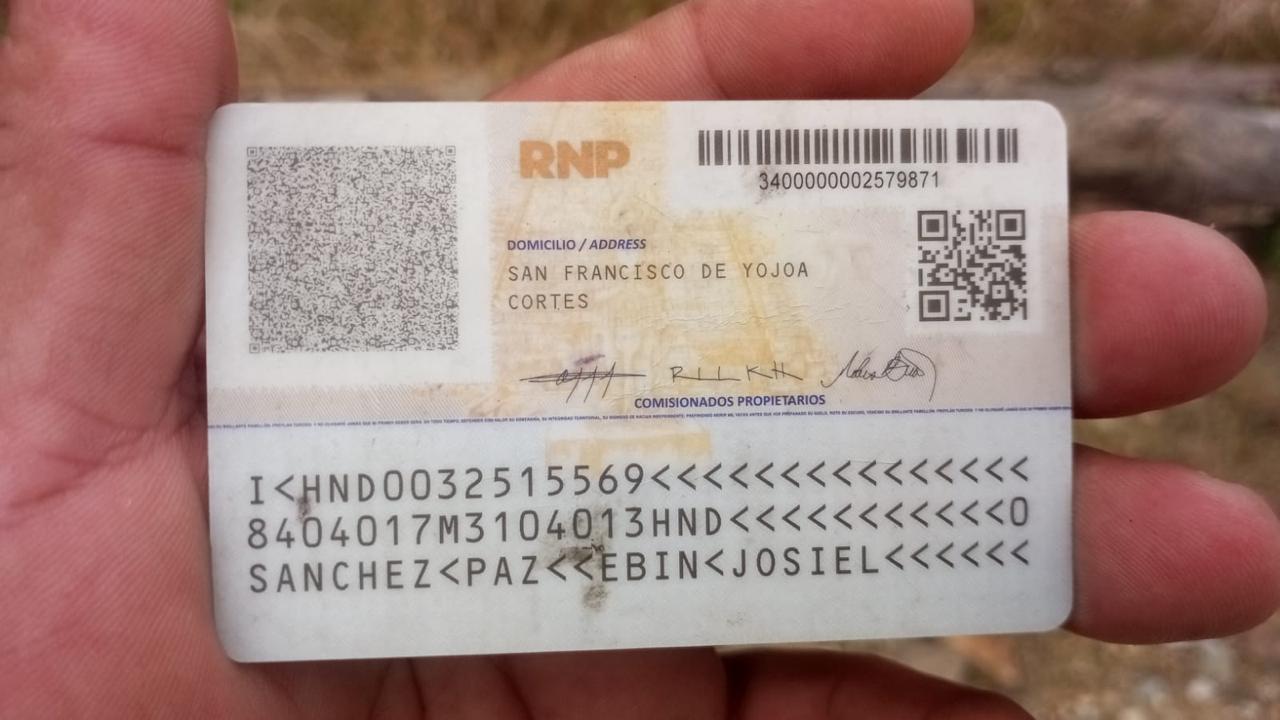 RNP
3400000002579871
DOMICILIO / ADDRESS
SAN FRANCISCO DE YOJOA
CORTES
COMISIONADOS PROPIETARIOS
I<HND0032515569<<<<<<<<<<<<<<<
8404017M3104013HND<<<<<<<<<<<0
SANCHEZ<PAZ<<EBIN<JOSIEL<<<<<<